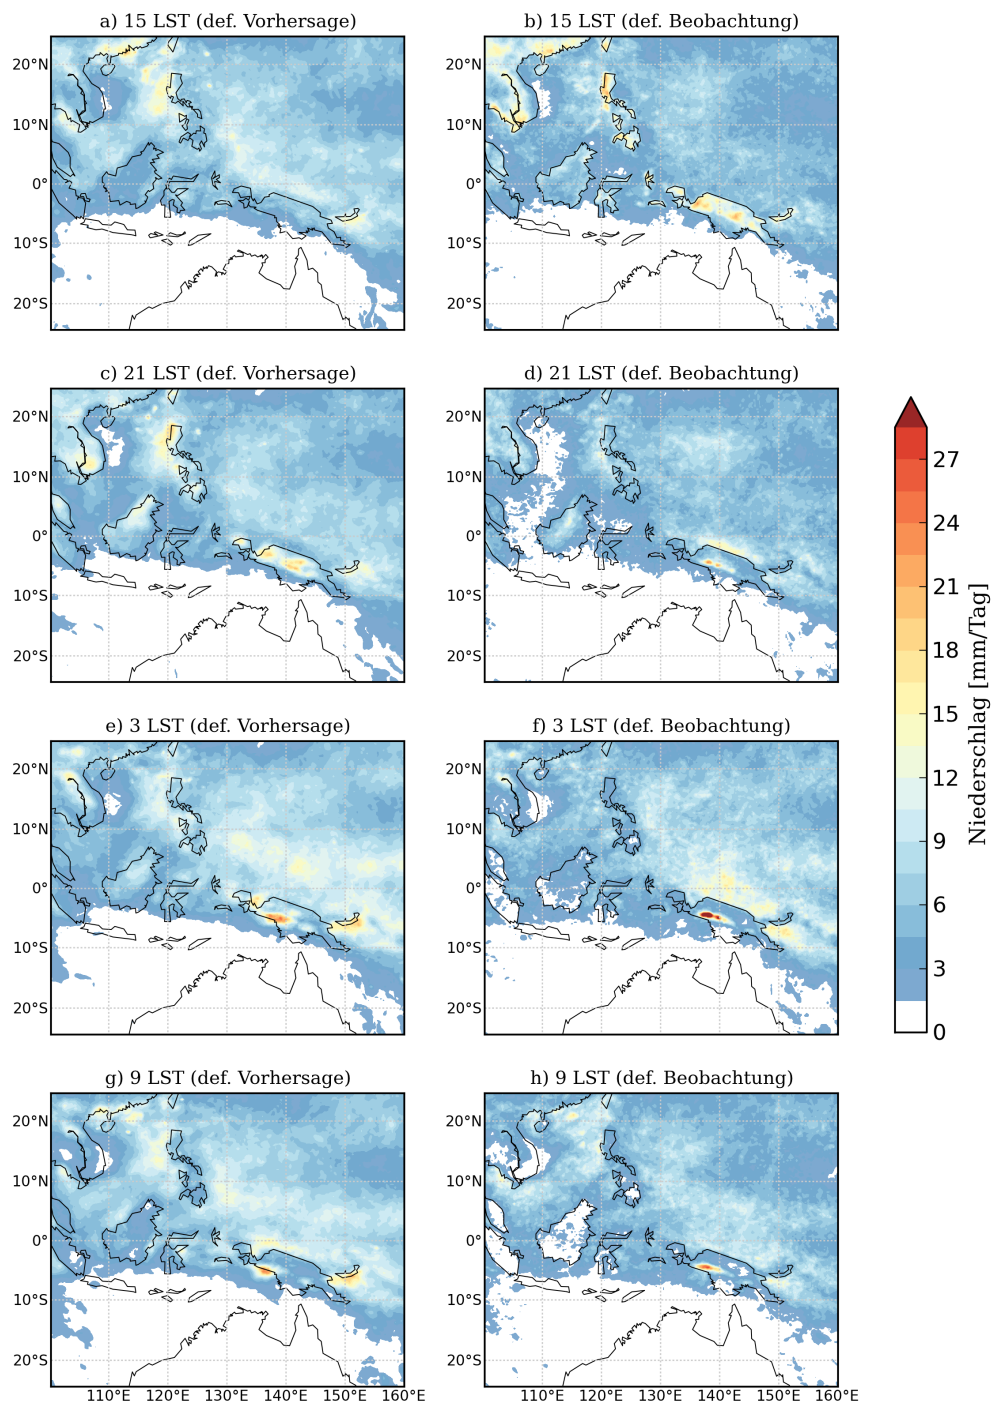 a) 15 LST (def. Vorhersage)
b) 15 LST (def. Beobachtung)
20°N
10°N
0°
10°S
20°S
20°N
10°N
0°
10°S
20°S
c) 21 LST (def. Vorhersage)
d) 21 LST (def. Beobachtung)
20°N
10°N
0°
10°S
20°S
20°N
10°N
0°
10°S
20°S
e) 3 LST (def. Vorhersage)
f) 3 LST (def. Beobachtung)
20°N
10°N
0°
10°S
20°S
20°N
10°N
0°
10°S
20°S
g) 9 LST (def. Vorhersage)
h) 9 LST (def. Beobachtung)
20°N
10°N
0°
10°S
20°S
20°N
10°N
0°
10°S
20°S
110°E 120°E 130°E 140°E 150°E 160°E
110°E 120°E 130°E 140°E 150°E 160°E
27
24
21
18
15
12
9
6
3
0
Niederschlag [mm/Tag]